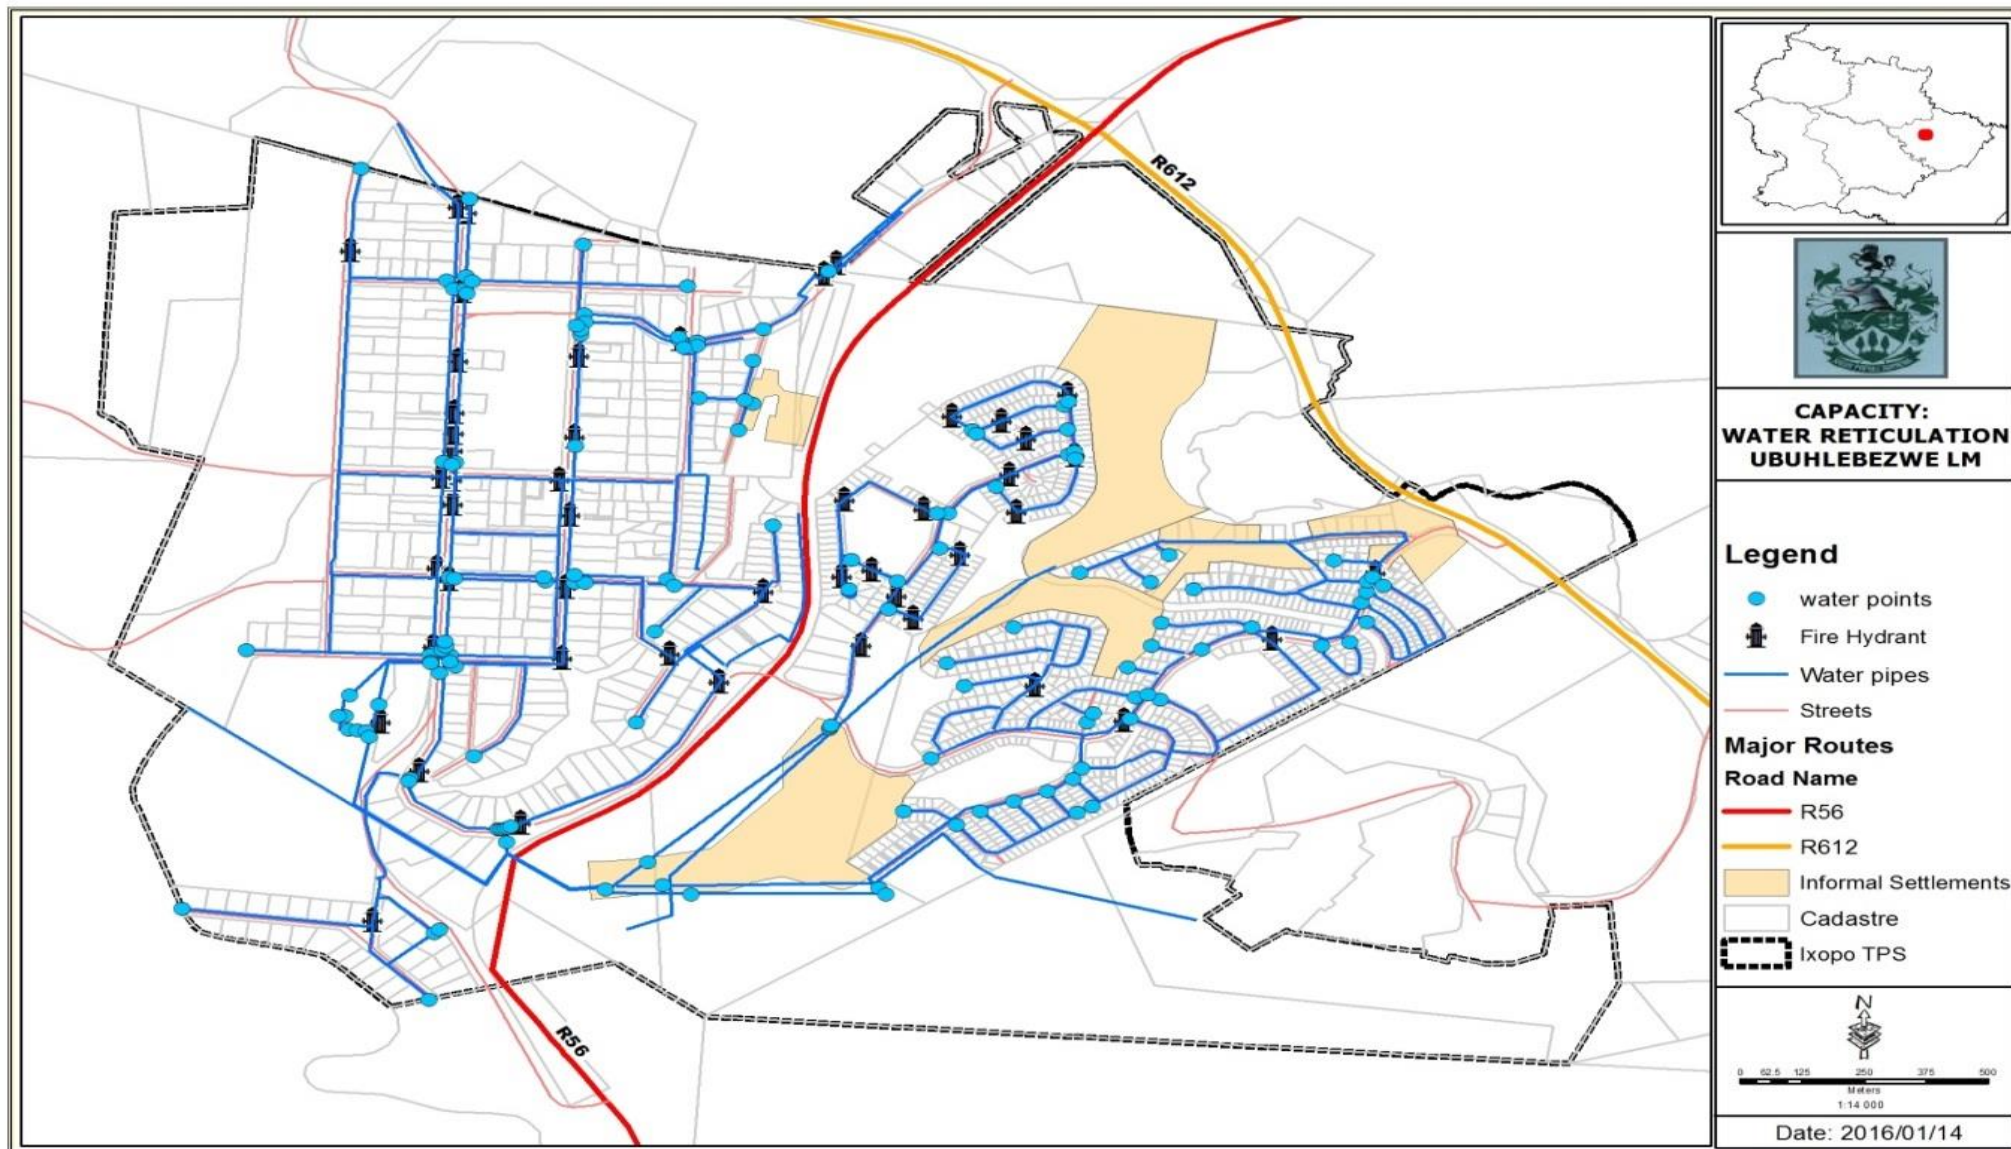 R612
R56
CAPACITY:
WATER RETICULATION
UBUHLEBEZWE LM
Legend
water points
Fire Hydrant
Water pipes
Streets
Major Routes
Road Name
R56
R612
Informal Settlements
Cadastre
Ixopo TPS
N
0 62.5 125 250 375 500
Meters
1:14 000
Date: 2016/01/14